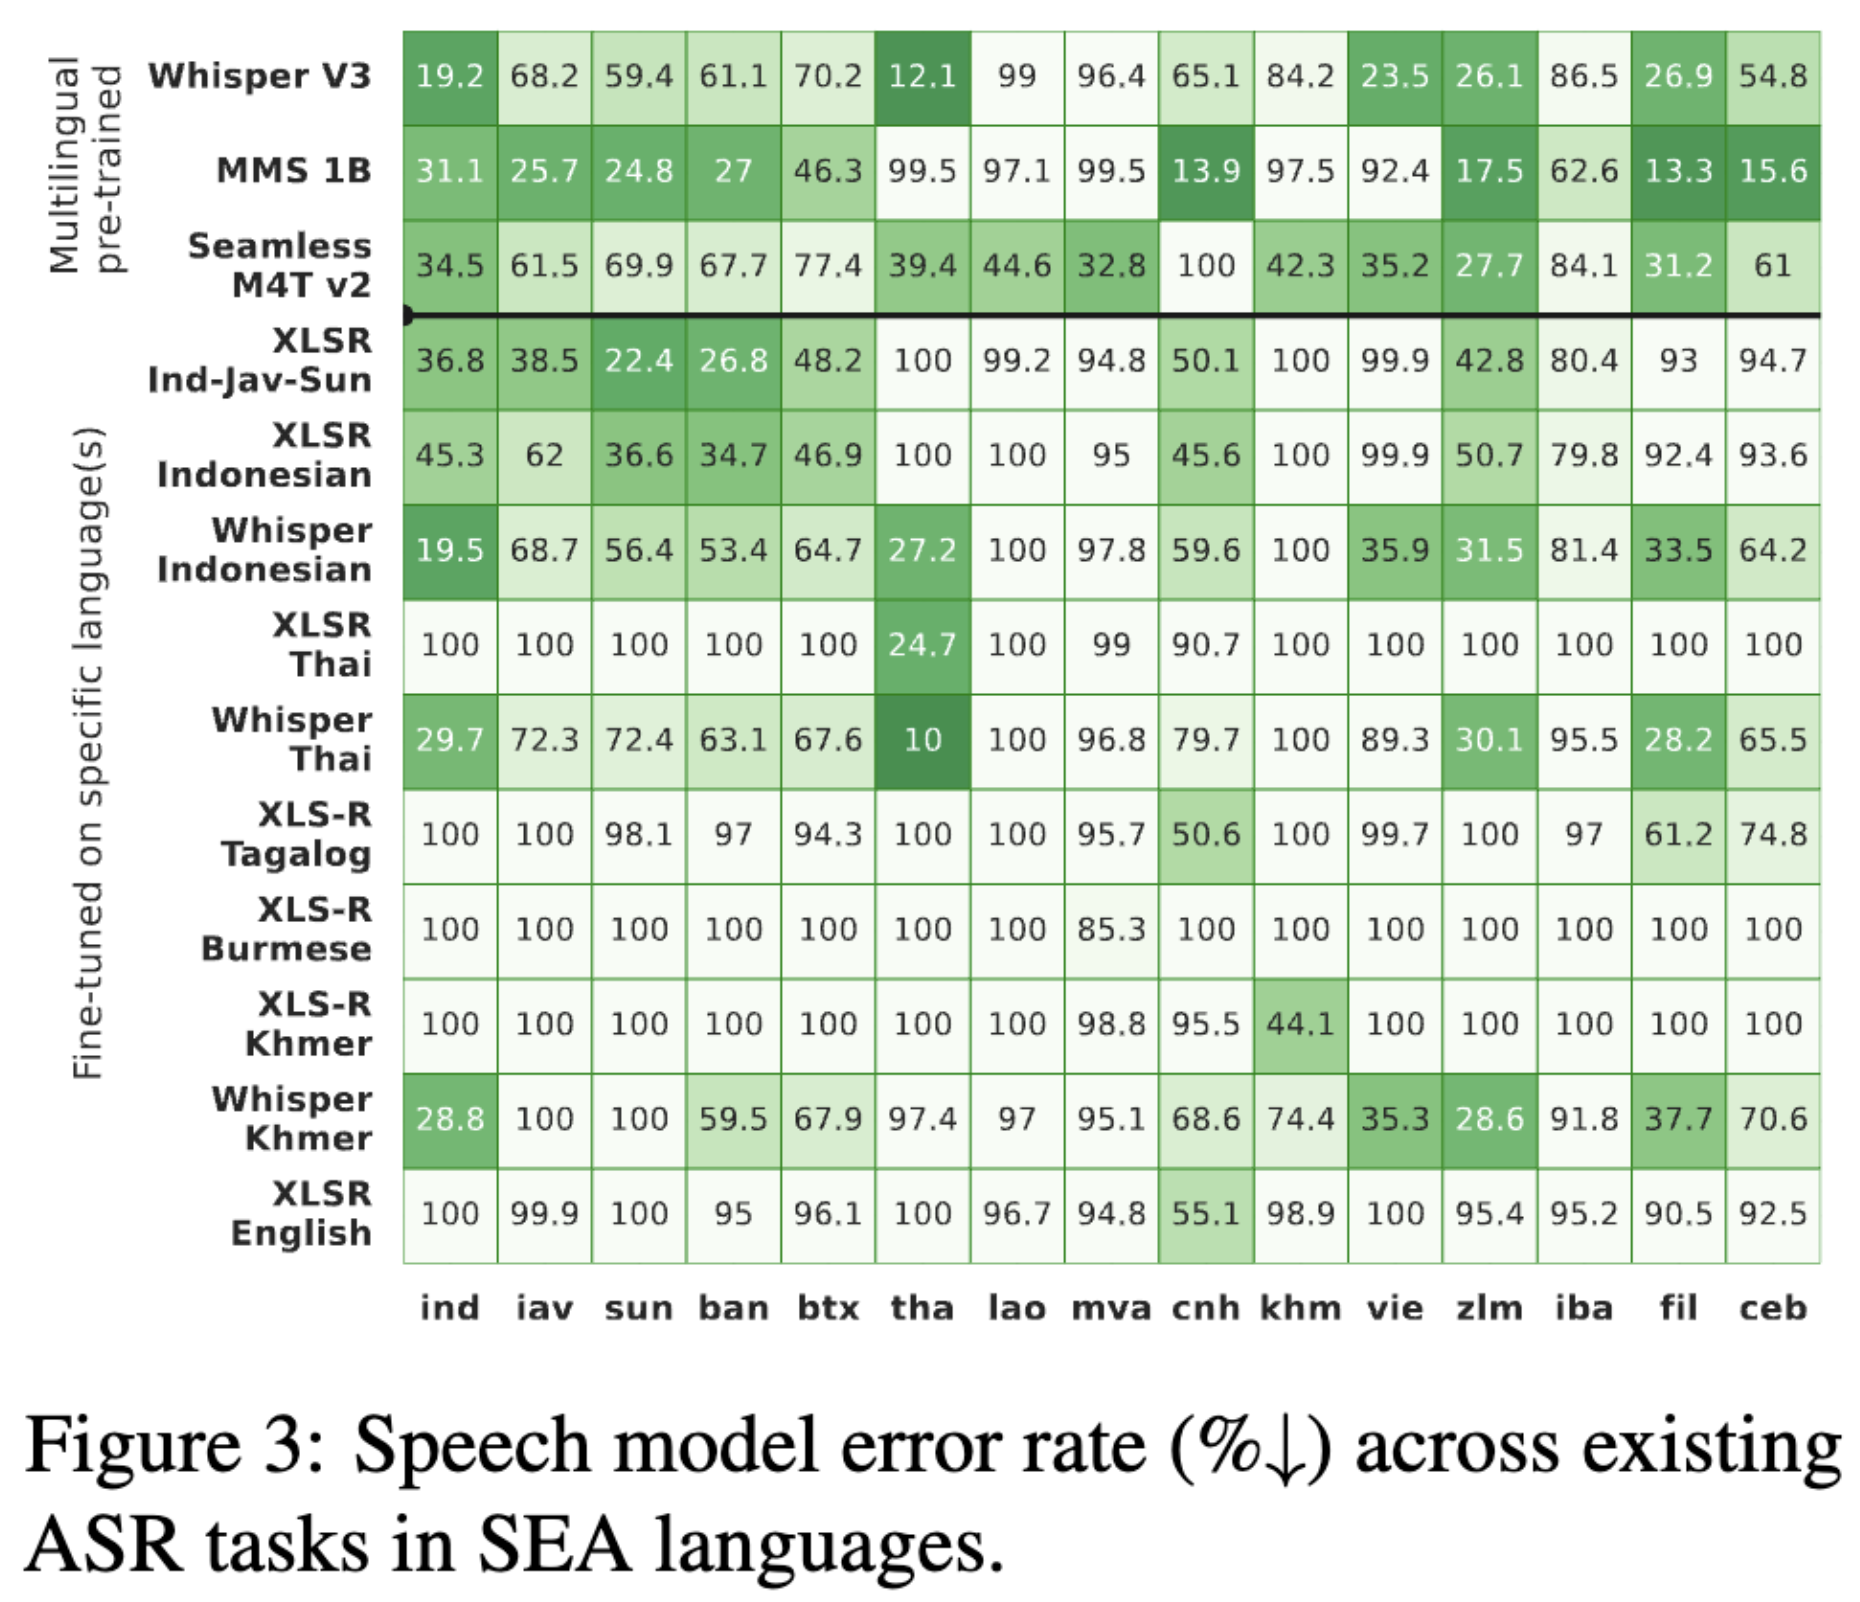 Multilingual
pre-trained
Whisper V3 19.2 68.2 59.4 61.1 70.2 12.1 99 96.4 65.1 84.2 23.5 26.1 86.5 26.9 54.8
MMS 1B 31.1 25.7 24.8 27 46.3 99.5 97.1 99.5 13.9 97.5 92.4 17.5 62.6 13.3 15.6
Seamless
M4T v2 34.5 61.5 69.9 67.7 77.4 39.4 44.6 32.8 100 42.3 35.2 27.7 84.1 31.2 61
Fine-tuned on specific language(s)
XLSR
Ind-Jav-Sun 36.8 38.5 22.4 26.8 48.2 100 99.2 94.8 50.1 100 99.9 42.8 80.4 93 94.7
XLSR
Indonesian 45.3 62 36.6 34.7 46.9 100 100 95 45.6 100 99.9 50.7 79.8 92.4 93.6
Whisper
Indonesian 19.5 68.7 56.4 53.4 64.7 27.2 100 97.8 59.6 100 35.9 31.5 81.4 33.5 64.2
XLSR
Thai 100 100 100 100 100 24.7 100 99 90.7 100 100 100 100 100 100
Whisper
Thai 29.7 72.3 72.4 63.1 67.6 10 100 96.8 79.7 100 89.3 30.1 95.5 28.2 65.5
XLS-R
Tagalog 100 100 98.1 97 94.3 100 100 95.7 50.6 100 99.7 100 97 61.2 74.8
XLS-R
Burmese 100 100 100 100 100 100 100 85.3 100 100 100 100 100 100 100
XLS-R
Khmer 100 100 100 100 100 100 100 98.8 95.5 44.1 100 100 100 100 100
Whisper
Khmer 28.8 100 100 59.5 67.9 97.4 97 95.1 68.6 74.4 35.3 28.6 91.8 37.7 70.6
XLSR
English 100 99.9 100 95 96.1 100 96.7 94.8 55.1 98.9 100 95.4 95.2 90.5 92.5
ind iav sun ban btx tha lao mva cnh khm vie zlm iba fil ceb
Figure 3: Speech model error rate (%↓) across existing
ASR tasks in SEA languages.